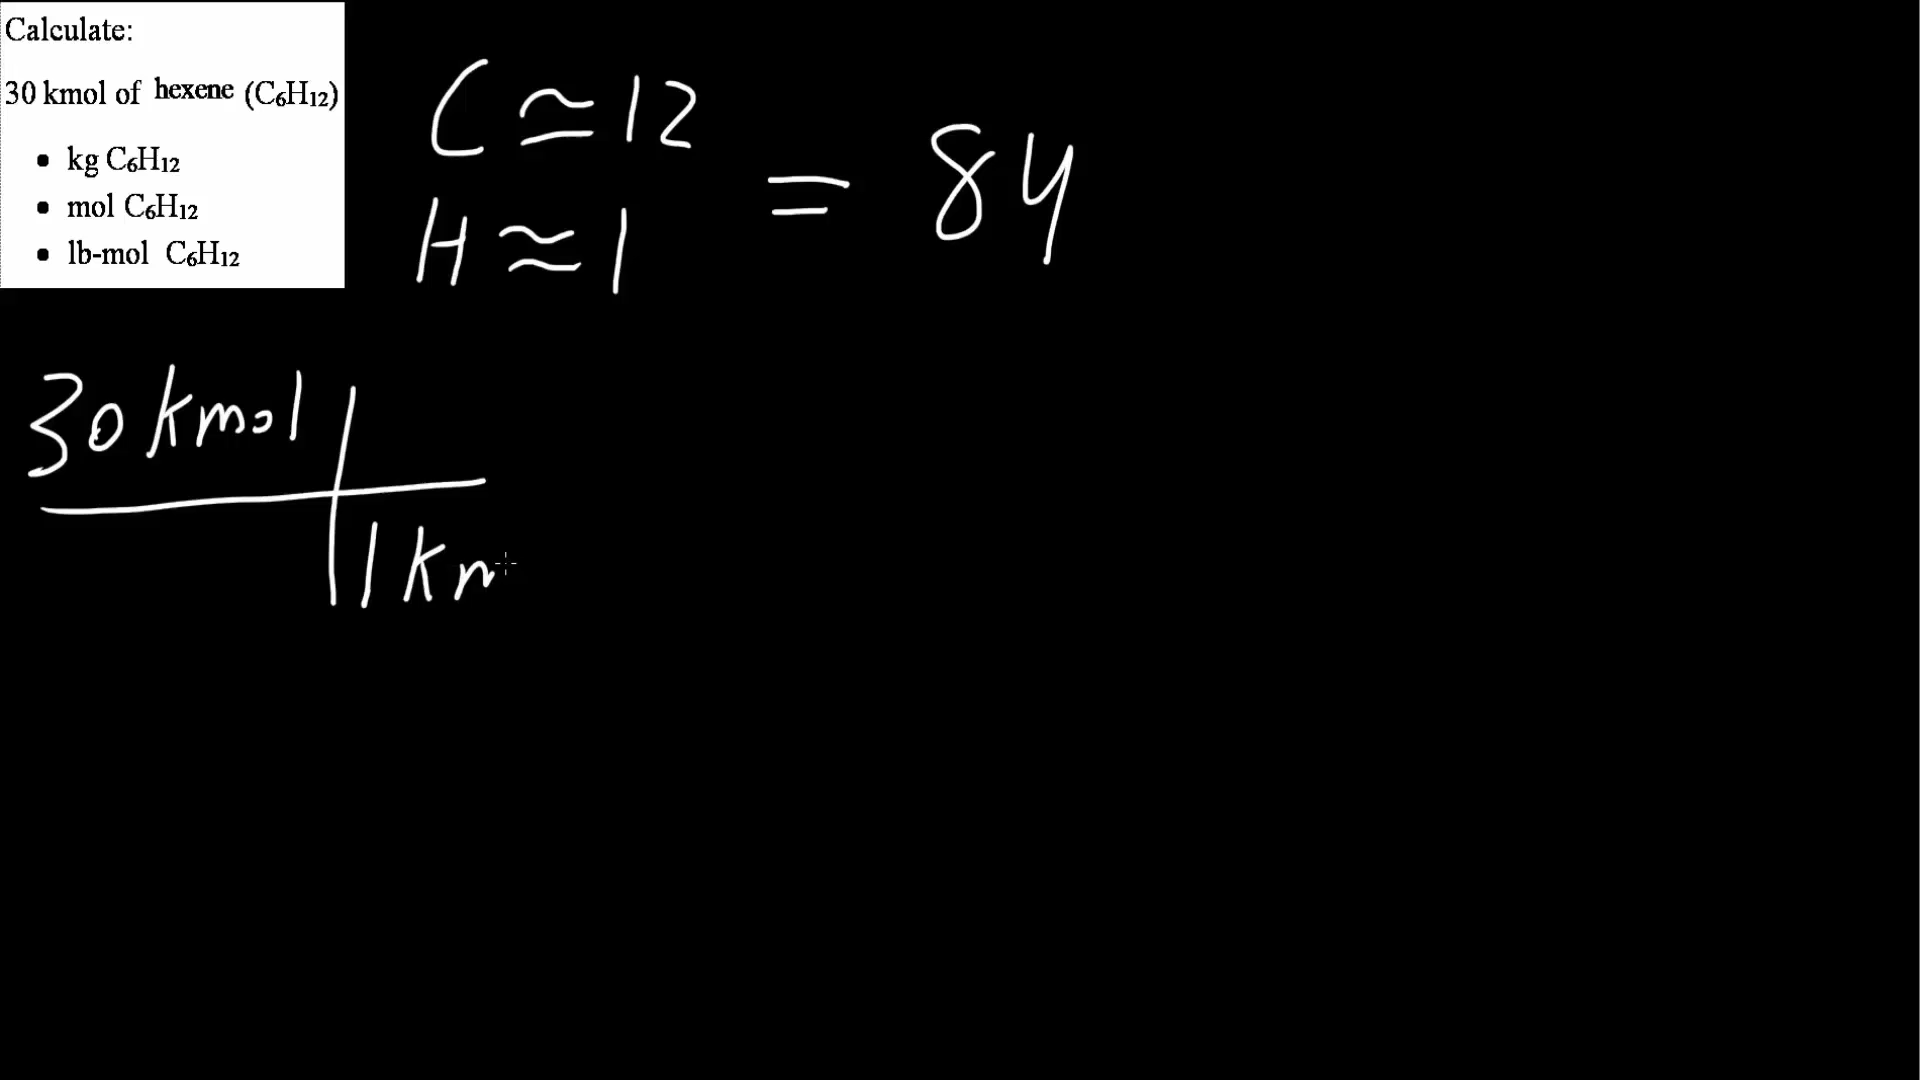 Calculate:
30 kmol of hexene (C₆H₁₂)
• kg C₆H₁₂
• mol C₆H₁₂
• lb-mol C₆H₁₂
C ≃ 12
H ≈ 1
= 84
30 kmol
1 km